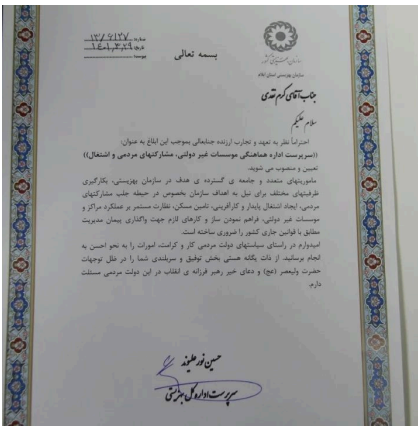 بسمه تعالی
سازمان بهزیستی استان ایلام
جناب آقای کرم قدی
سلام علیکم
احتراماً نظر به تعهد و تجارب ارزنده جنابعالی بموجب این ابلاغ به عنوان:
((سرپرست اداره هماهنگی موسسات غیر دولتی، مشارکتهای مردمی و اشتغال))
تعیین و منصوب می شوید.
ماموریتهای متعدد و جامعه ی گسترده ی هدف در سازمان بهزیستی، بکارگیری
ظرفیتهای مختلف برای نیل به اهداف سازمان بخصوص در حیطه جلب مشارکتهای
مردمی، ایجاد اشتغال پایدار و کارآفرینی، تامین مسکن، نظارت مستمر بر عملکرد مراکز و
موسسات غیر دولتی، فراهم نمودن ساز و کارهای لازم جهت واگذاری پیمان مدیریت
مطابق با قوانین جاری کشور را ضروری ساخته است.
امیدوارم در راستای سیاستهای دولت مردمی کار و کرامت، امورات را به نحو احسن به
انجام برسانید. از ذات یگانه هستی بخش توفیق و سربلندی شما را در ظلل توجهات
حضرت ولیعصر (عج) و دعای خیر رهبر فرزانه ی انقلاب در این دولت مردمی مسئلت
دارم.
حسین نورعلیوند
سرپرست اداره کل بهزیستی